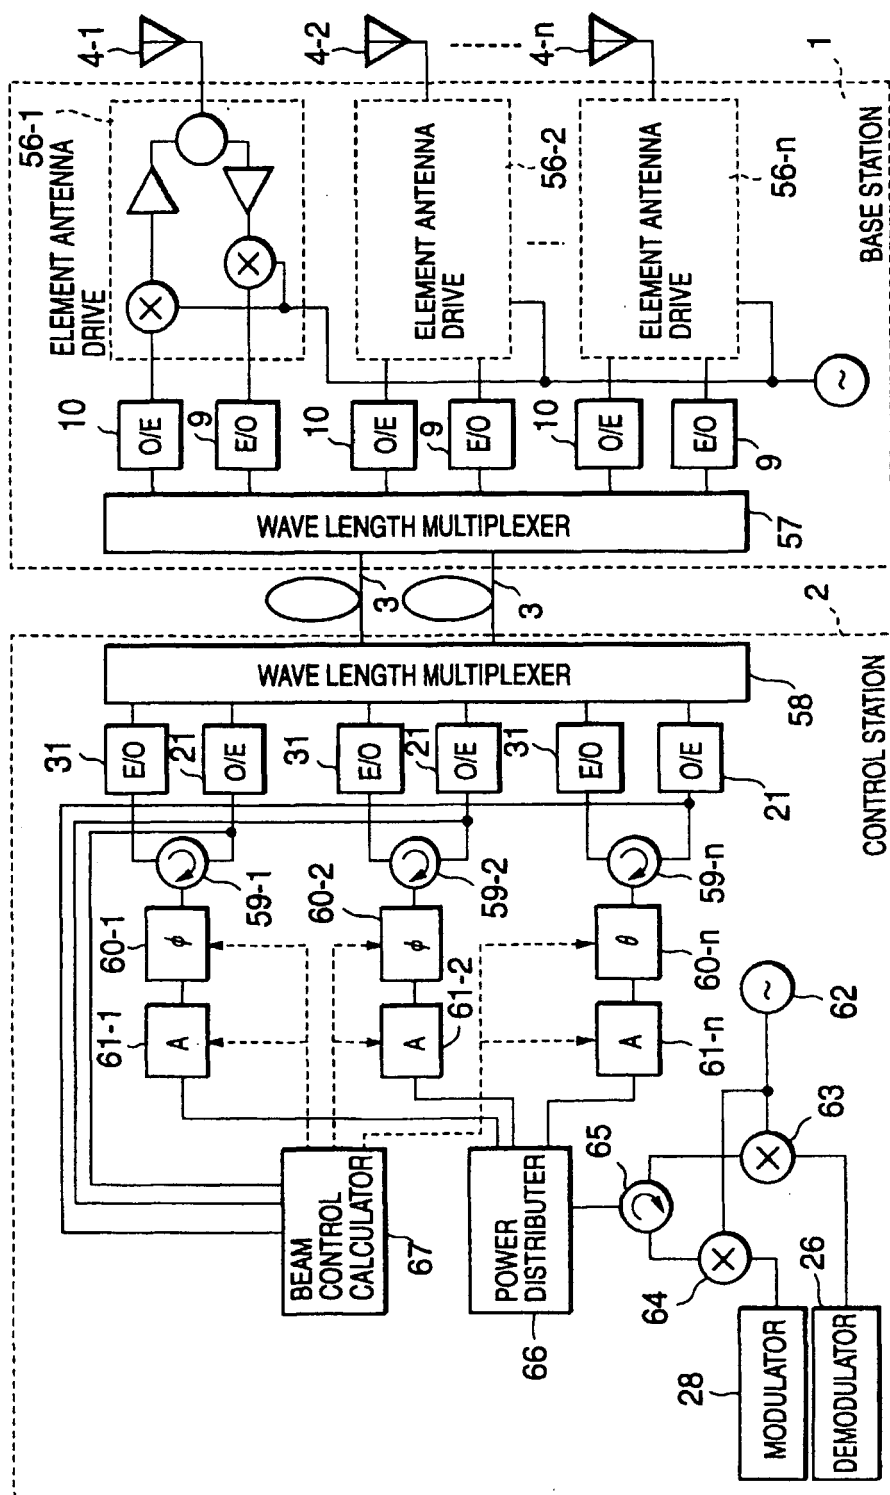 4-1
4-2
4-n
1
56-1
ELEMENT ANTENNA
DRIVE
ELEMENT ANTENNA
DRIVE
56-2
ELEMENT ANTENNA
DRIVE
56-n
BASE STATION
~
10
O/E
9
E/O
10
O/E
9
E/O
10
O/E
9
E/O
WAVE LENGTH MULTIPLEXER
57
3
3
2
WAVE LENGTH MULTIPLEXER
58
CONTROL STATION
31
E/O
21
O/E
31
E/O
21
O/E
31
E/O
21
O/E
59-1
59-2
59-n
60-1
ϕ
60-2
ϕ
60-n
θ
61-1
A
61-2
A
61-n
A
~
62
63
64
65
BEAM
CONTROL
CALCULATOR
67
POWER
DISTRIBUTER
66
28
MODULATOR
26
DEMODULATOR